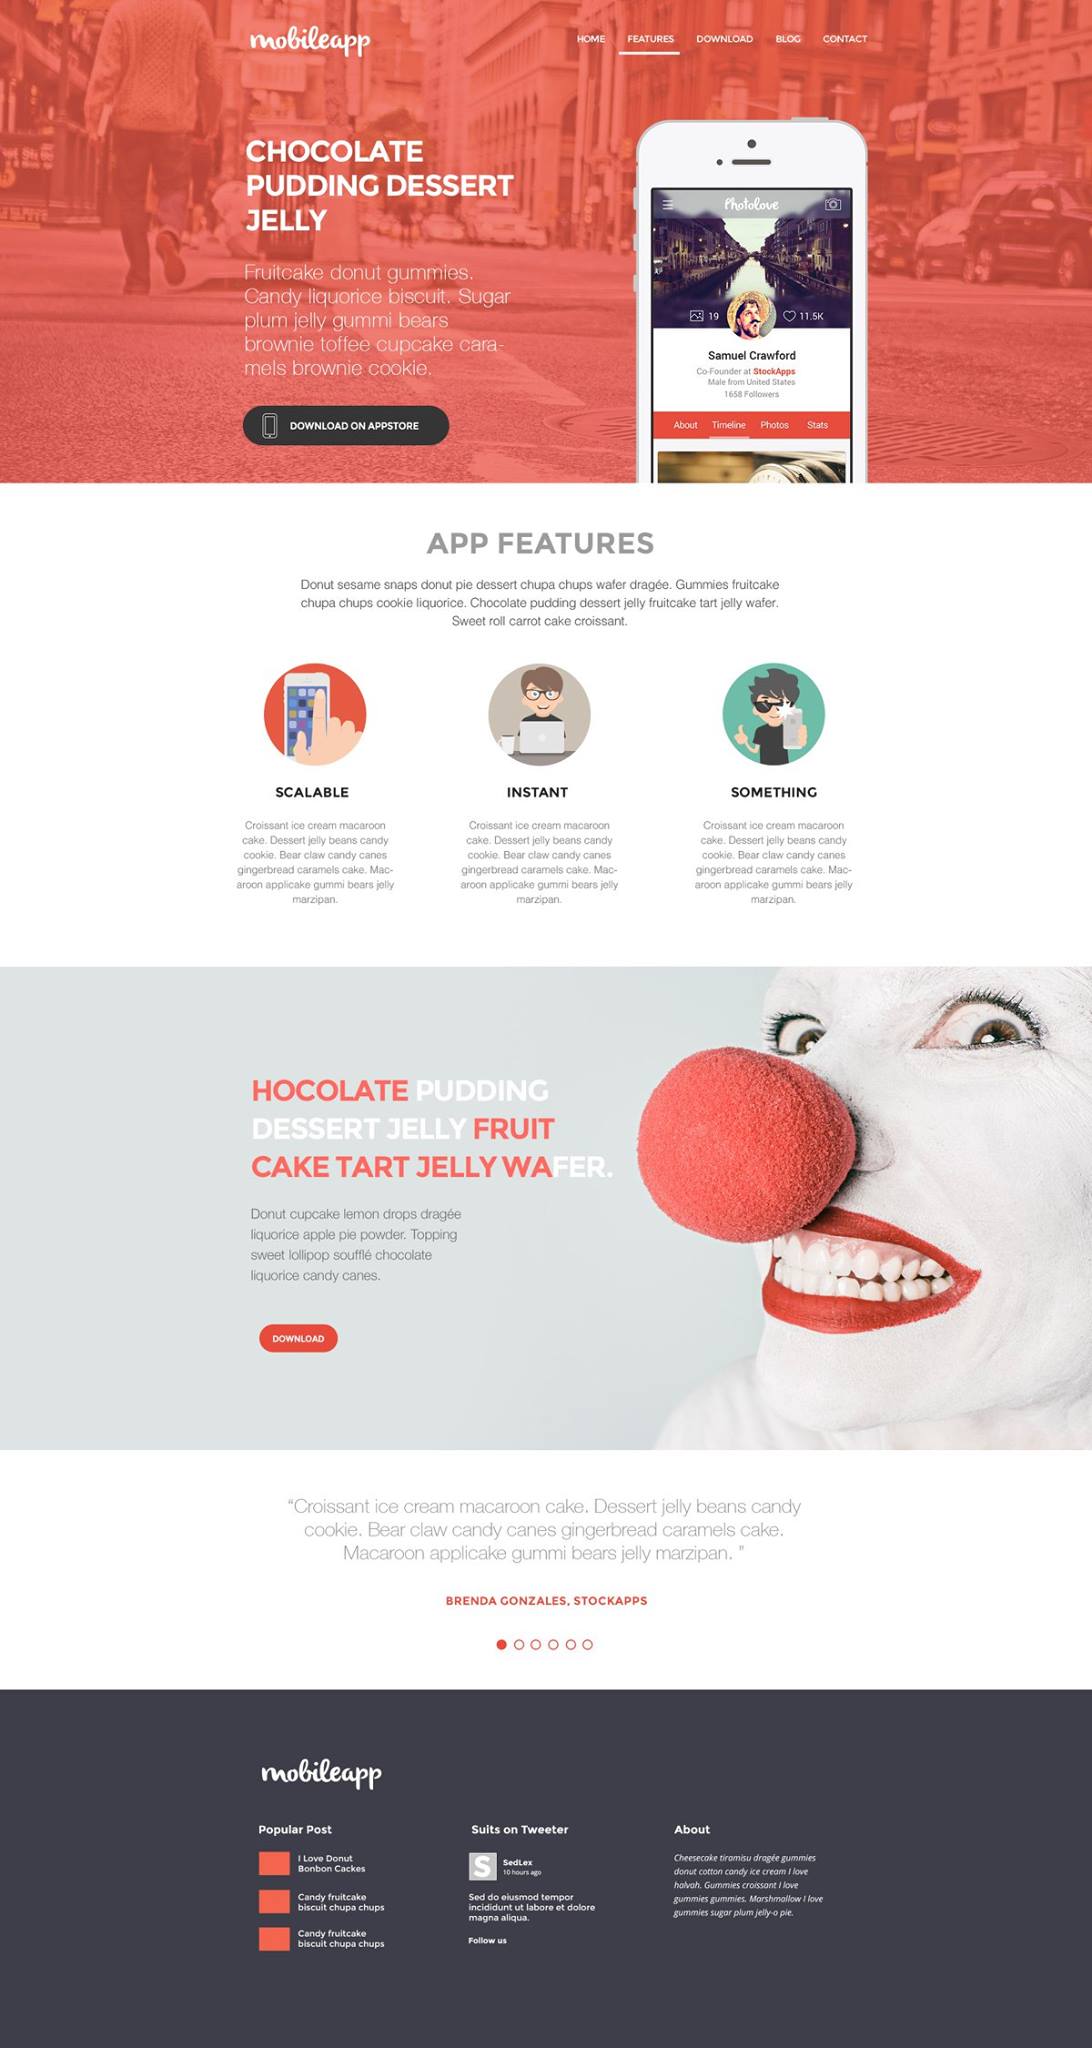 mobileapp
HOME FEATURES DOWNLOAD BLOG CONTACT
CHOCOLATE
PUDDING DESSERT
JELLY
Fruitcake donut gummies.
Candy liquorice biscuit. Sugar
plum jelly gummi bears
brownie toffee cupcake cara-
mels brownie cookie.
DOWNLOAD ON APPSTORE
Photolove
19 11.5K
Samuel Crawford
Co-Founder at StockApps
Male from United States
1658 Followers
About Timeline Photos Stats
APP FEATURES
Donut sesame snaps donut pie dessert chupa chups wafer dragée. Gummies fruitcake
chupa chups cookie liquorice. Chocolate pudding dessert jelly fruitcake tart jelly wafer.
Sweet roll carrot cake croissant.
SCALABLE
Croissant ice cream macaroon
cake. Dessert jelly beans candy
cookie. Bear claw candy canes
gingerbread caramels cake. Mac-
aroon applicake gummi bears jelly
marzipan.
INSTANT
Croissant ice cream macaroon
cake. Dessert jelly beans candy
cookie. Bear claw candy canes
gingerbread caramels cake. Mac-
aroon applicake gummi bears jelly
marzipan.
SOMETHING
Croissant ice cream macaroon
cake. Dessert jelly beans candy
cookie. Bear claw candy canes
gingerbread caramels cake. Mac-
aroon applicake gummi bears jelly
marzipan.
HOCOLATE PUDDING
DESSERT JELLY FRUIT
CAKE TART JELLY WAFER.
Donut cupcake lemon drops dragée
liquorice apple pie powder. Topping
sweet lollipop soufflé chocolate
liquorice candy canes.
DOWNLOAD
“Croissant ice cream macaroon cake. Dessert jelly beans candy
cookie. Bear claw candy canes gingerbread caramels cake.
Macaroon applicake gummi bears jelly marzipan. ”
BRENDA GONZALES, STOCKAPPS
mobileapp
Popular Post
I Love Donut
Bonbon Cackes
Candy fruitcake
biscuit chupa chups
Candy fruitcake
biscuit chupa chups
Suits on Tweeter
S
SedLex
10 hours ago
Sed do eiusmod tempor
incididunt ut labore et dolore
magna aliqua.
Follow us
About
Cheesecake tiramisu dragée gummies
donut cotton candy ice cream I love
halvah. Gummies croissant I love
gummies gummies. Marshmallow I love
gummies sugar plum jelly-o pie.